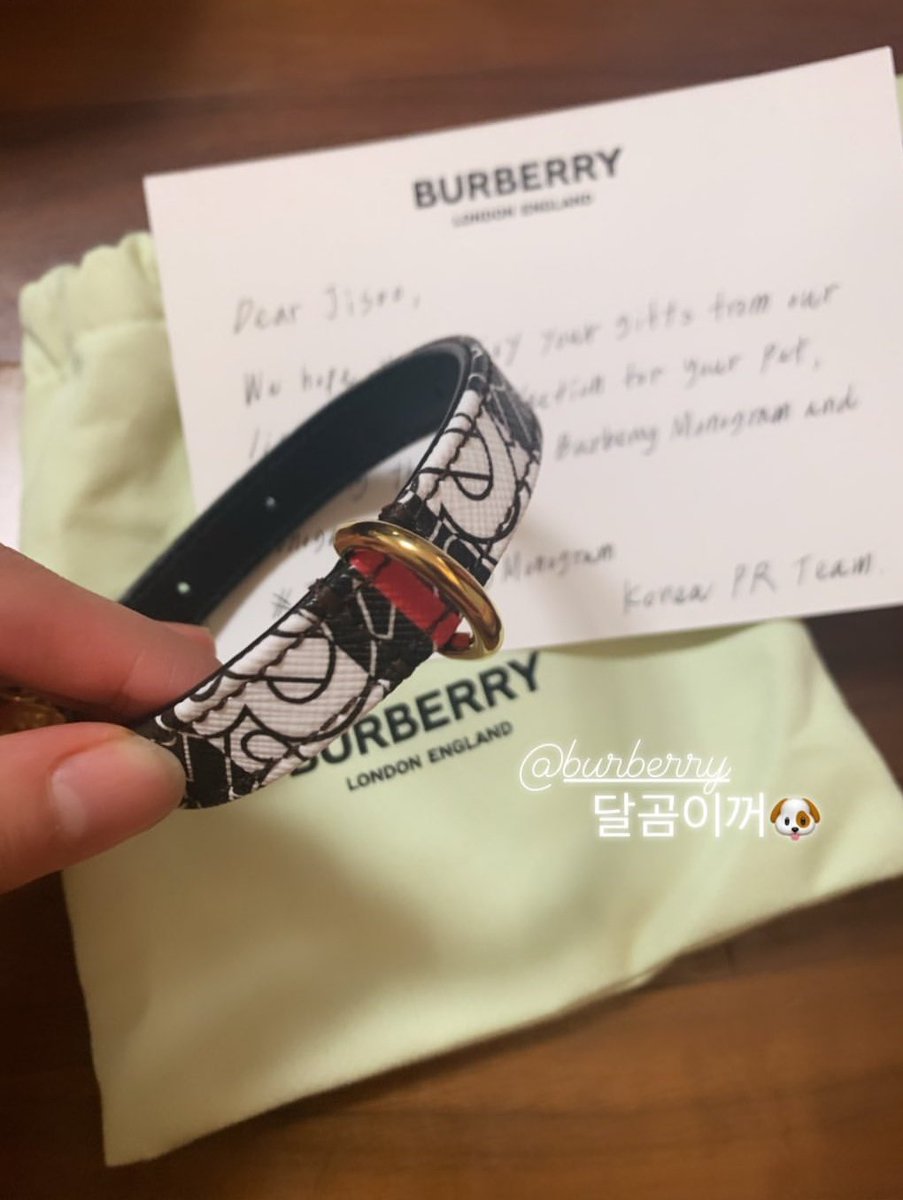 BURBERRY
LONDON ENGLAND
Dear Jisoo,
We hope your gifts from our
for your Pet,
Burberry Monogram and
Monogram
#
Korea PR Team
BURBERRY
LONDON ENGLAND
@burberry
달곰이꺼